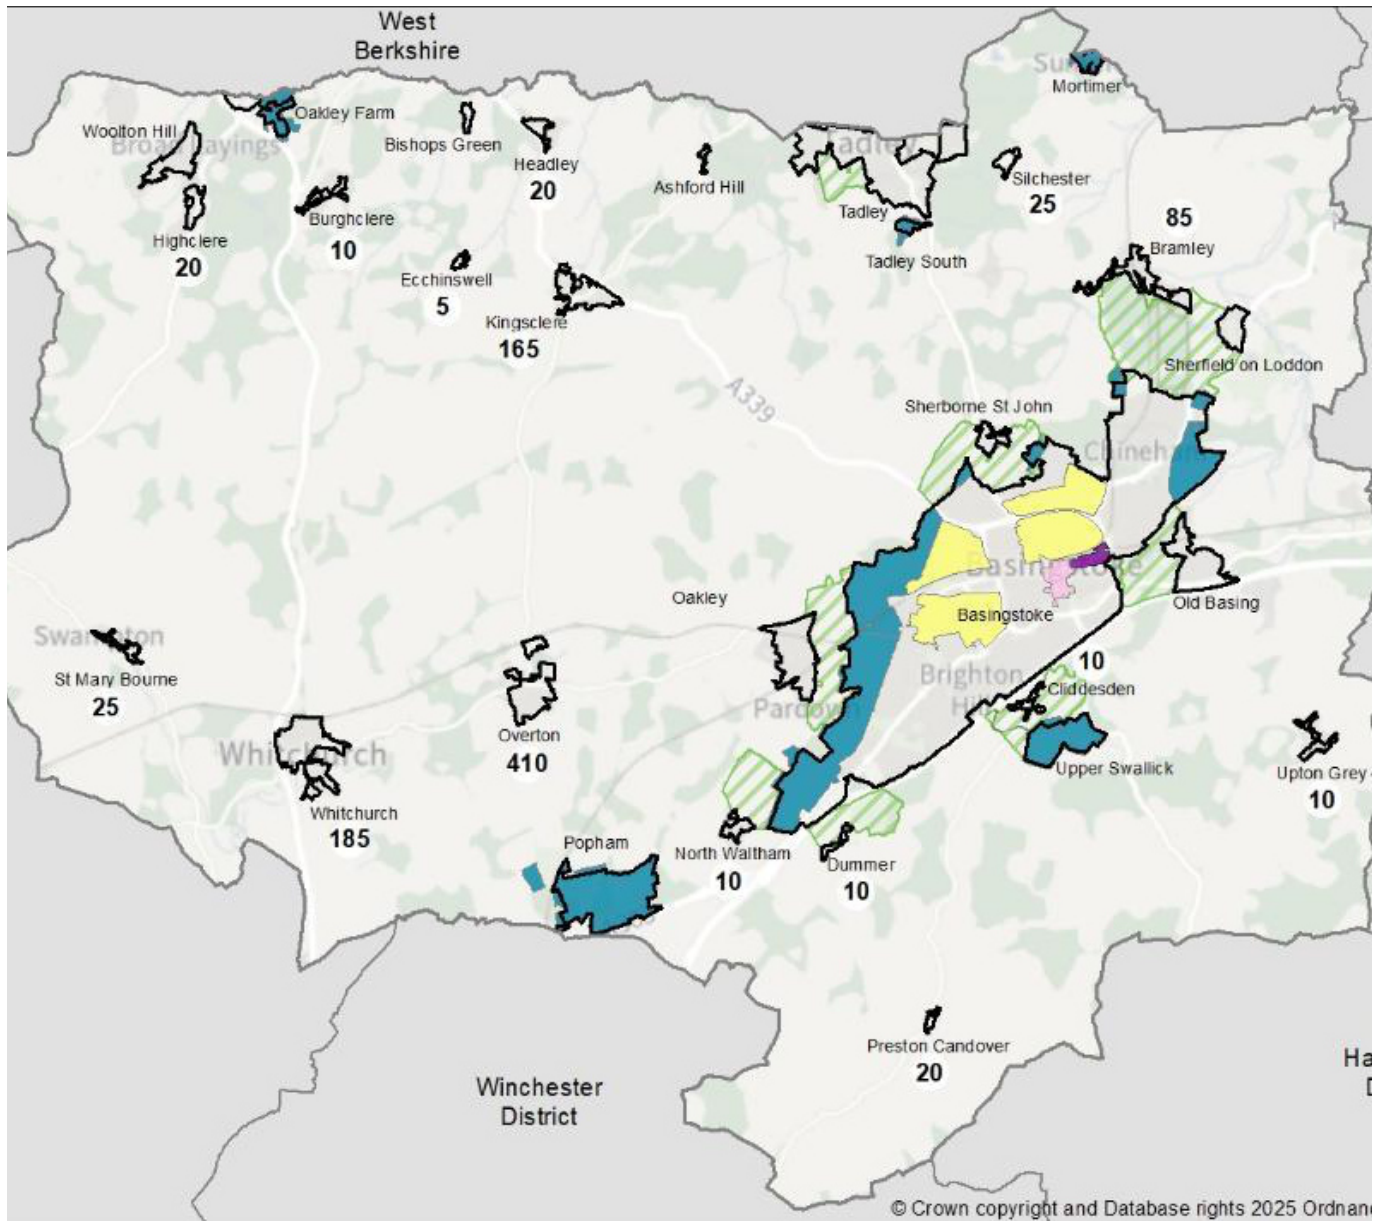 West
Berkshire
Mortimer
Oakley Farm
Woolton Hill
Bishops Green
Headley
20
Ashford Hill
Tadley
Silchester
25
85
Bramley
Burghclere
10
Highclere
20
Ecchinswell
5
Tadley South
Kingsclere
165
Sherfield on Loddon
A339
Sherborne St John
Chineham
Basingstoke
Oakley
Basingstoke
Old Basing
St Mary Bourne
25
Brighton
10
Cliddesden
Whitchurch
Overton
410
Upper Swallick
Upton Grey
10
Whitchurch
185
Popham
North Waltham
10
Dummer
10
Preston Candover
20
Winchester
District
© Crown copyright and Database rights 2025